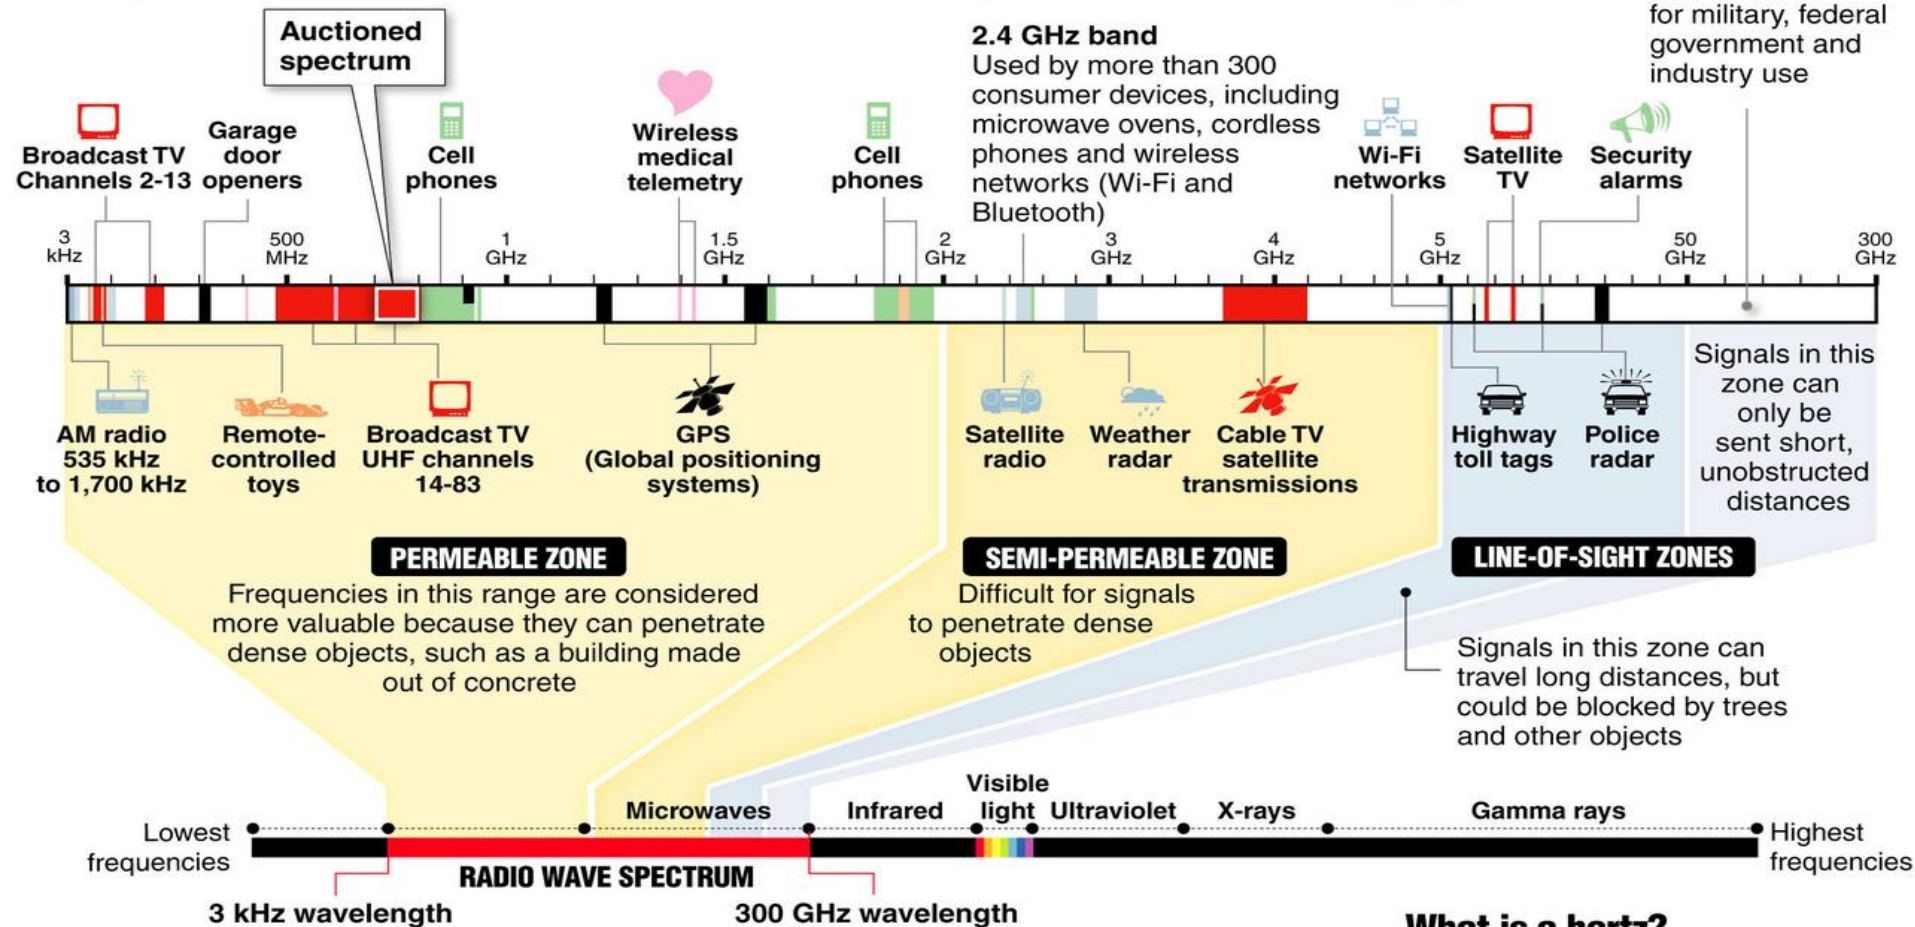 for military, federal
government and
industry use
Auctioned
spectrum
2.4 GHz band
Used by more than 300
consumer devices, including
microwave ovens, cordless
phones and wireless
networks (Wi-Fi and
Bluetooth)
Broadcast TV
Channels 2-13
Garage
door
openers
Cell
phones
Wireless
medical
telemetry
Cell
phones
Wi-Fi
networks
Satellite
TV
Security
alarms
3
kHz
500
MHz
1
GHz
1.5
GHz
2
GHz
3
GHz
4
GHz
5
GHz
50
GHz
300
GHz
AM radio
535 kHz
to 1,700 kHz
Remote-
controlled
toys
Broadcast TV
UHF channels
14-83
GPS
(Global positioning
systems)
Satellite
radio
Weather
radar
Cable TV
satellite
transmissions
Highway
toll tags
Police
radar
Signals in this
zone can
only be
sent short,
unobstructed
distances
PERMEABLE ZONE
Frequencies in this range are considered
more valuable because they can penetrate
dense objects, such as a building made
out of concrete
SEMI-PERMEABLE ZONE
Difficult for signals
to penetrate dense
objects
LINE-OF-SIGHT ZONES
Signals in this zone can
travel long distances, but
could be blocked by trees
and other objects
Lowest
frequencies
Microwaves
Infrared
Visible
light
Ultraviolet
X-rays
Gamma rays
Highest
frequencies
RADIO WAVE SPECTRUM
3 kHz wavelength
300 GHz wavelength
What is a hertz?